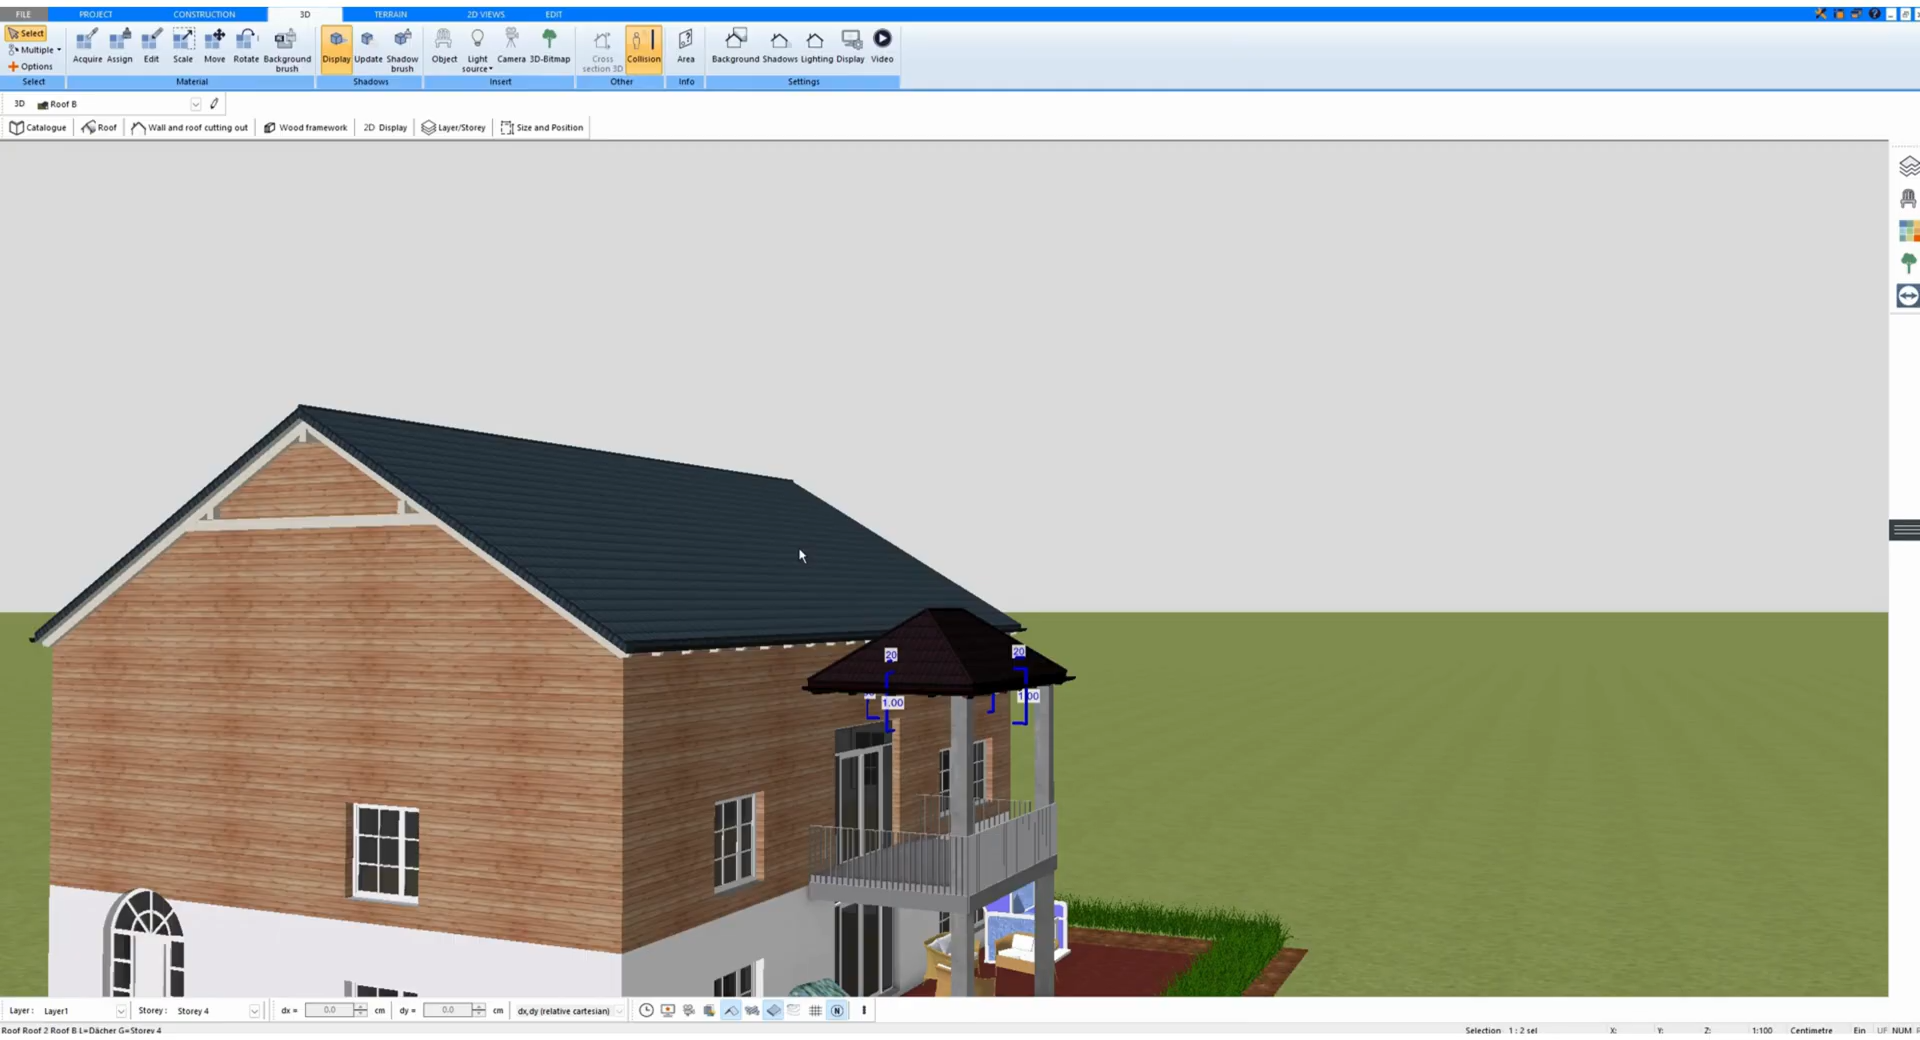 FILE PROJECT CONSTRUCTION 3D TERRAIN 2D VIEWS EDIT
Select
Multiple
Options
Acquire Assign Edit Scale Move Rotate Background brush
Display Update Shadow brush
Object Light source Camera 3D-Bitmap
Cross section 3D Collision
Area
Background Shadows Lighting Display Video
Select Material Shadows Insert Other Info Settings
3D Roof B
Catalogue Roof Wall and roof cutting out Wood framework 2D Display Layer/Storey Size and Position
20 20
1.00 1.00
Layer : Layer1 Storey : Storey 4 dx = 0.0 cm dy = 0.0 cm dx,dy (relative cartesian)
N
Roof Roof 2 Roof B L=Dächer G=Storey 4 Selection 1 : 2 sel X: Y: Z: 1:100 Centimetre Ein UF NUM